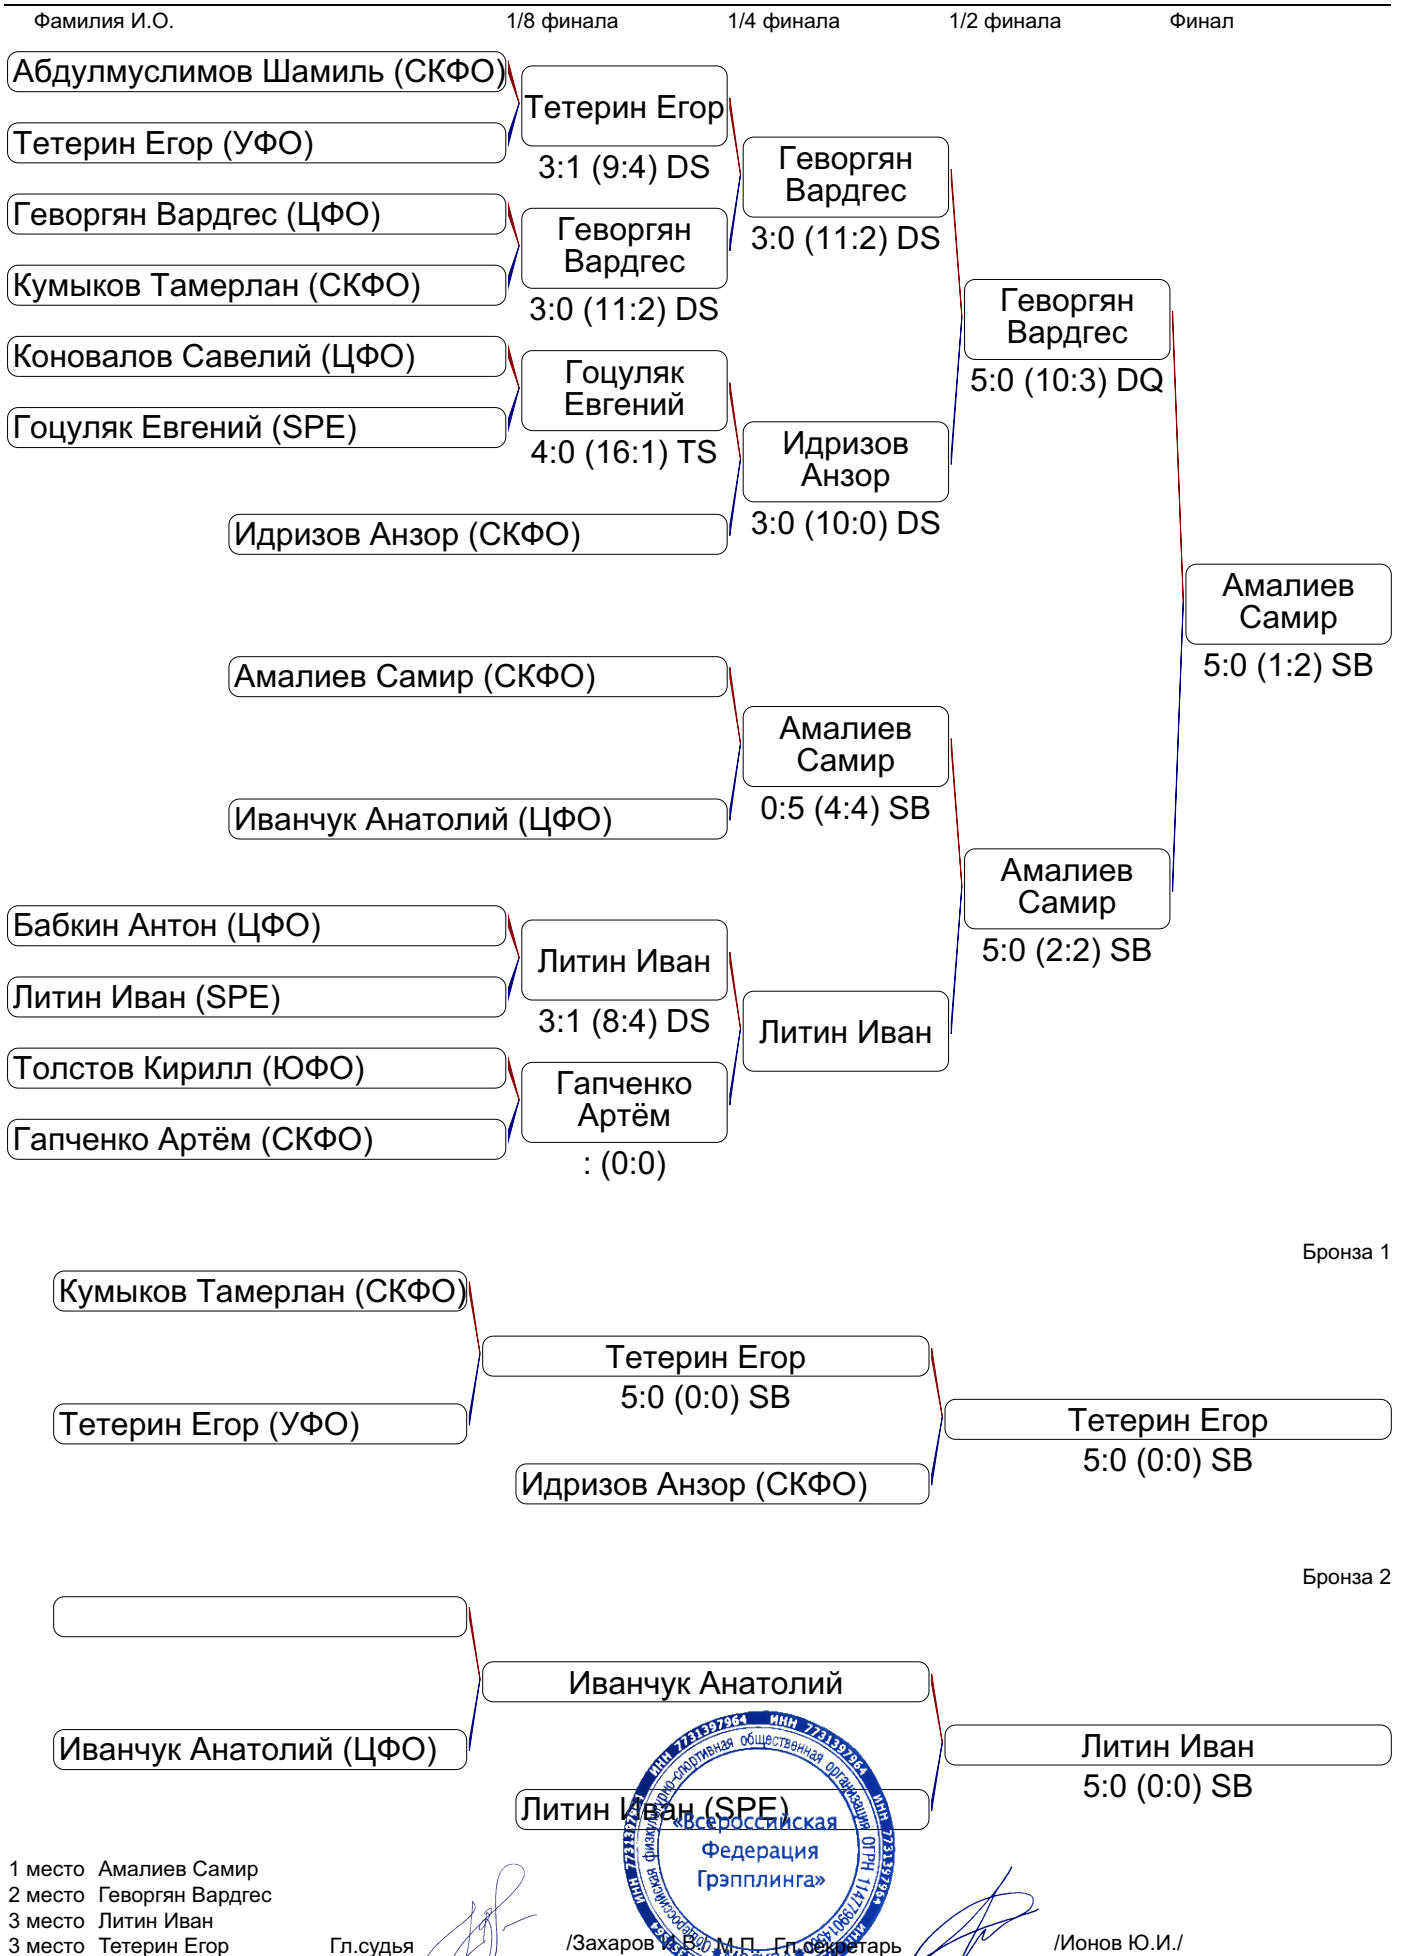 Фамилия И.О. 1/8 финала 1/4 финала 1/2 финала Финал
Абдулмуслимов Шамиль (СКФО)
Тетерин Егор
3:1 (9:4) DS
Тетерин Егор (УФО)
Геворгян
Вардгес
3:0 (11:2) DS
Геворгян Вардгес (ЦФО)
Геворгян
Вардгес
3:0 (11:2) DS
Кумыков Тамерлан (СКФО)
Геворгян
Вардгес
5:0 (10:3) DQ
Коновалов Савелий (ЦФО)
Гоцуляк
Евгений
4:0 (16:1) TS
Гоцуляк Евгений (SPE)
Идризов
Анзор
3:0 (10:0) DS
Идризов Анзор (СКФО)
Амалиев
Самир
5:0 (1:2) SB
Амалиев Самир (СКФО)
Амалиев
Самир
0:5 (4:4) SB
Иванчук Анатолий (ЦФО)
Амалиев
Самир
5:0 (2:2) SB
Бабкин Антон (ЦФО)
Литин Иван
3:1 (8:4) DS
Литин Иван (SPE)
Литин Иван
Толстов Кирилл (ЮФО)
Гапченко
Артём
: (0:0)
Гапченко Артём (СКФО)
Бронза 1
Кумыков Тамерлан (СКФО)
Тетерин Егор
5:0 (0:0) SB
Тетерин Егор (УФО)
Тетерин Егор
5:0 (0:0) SB
Идризов Анзор (СКФО)
Бронза 2
Иванчук Анатолий
Иванчук Анатолий (ЦФО)
Литин Иван
5:0 (0:0) SB
Литин Иван (SPE)
«Всероссийская
Федерация
Грэпплинга»
1 место Амалиев Самир
2 место Геворгян Вардгес
3 место Литин Иван
3 место Тетерин Егор
Гл.судья /Захаров И.В. М.П. Гл.секретарь /Ионов Ю.И./